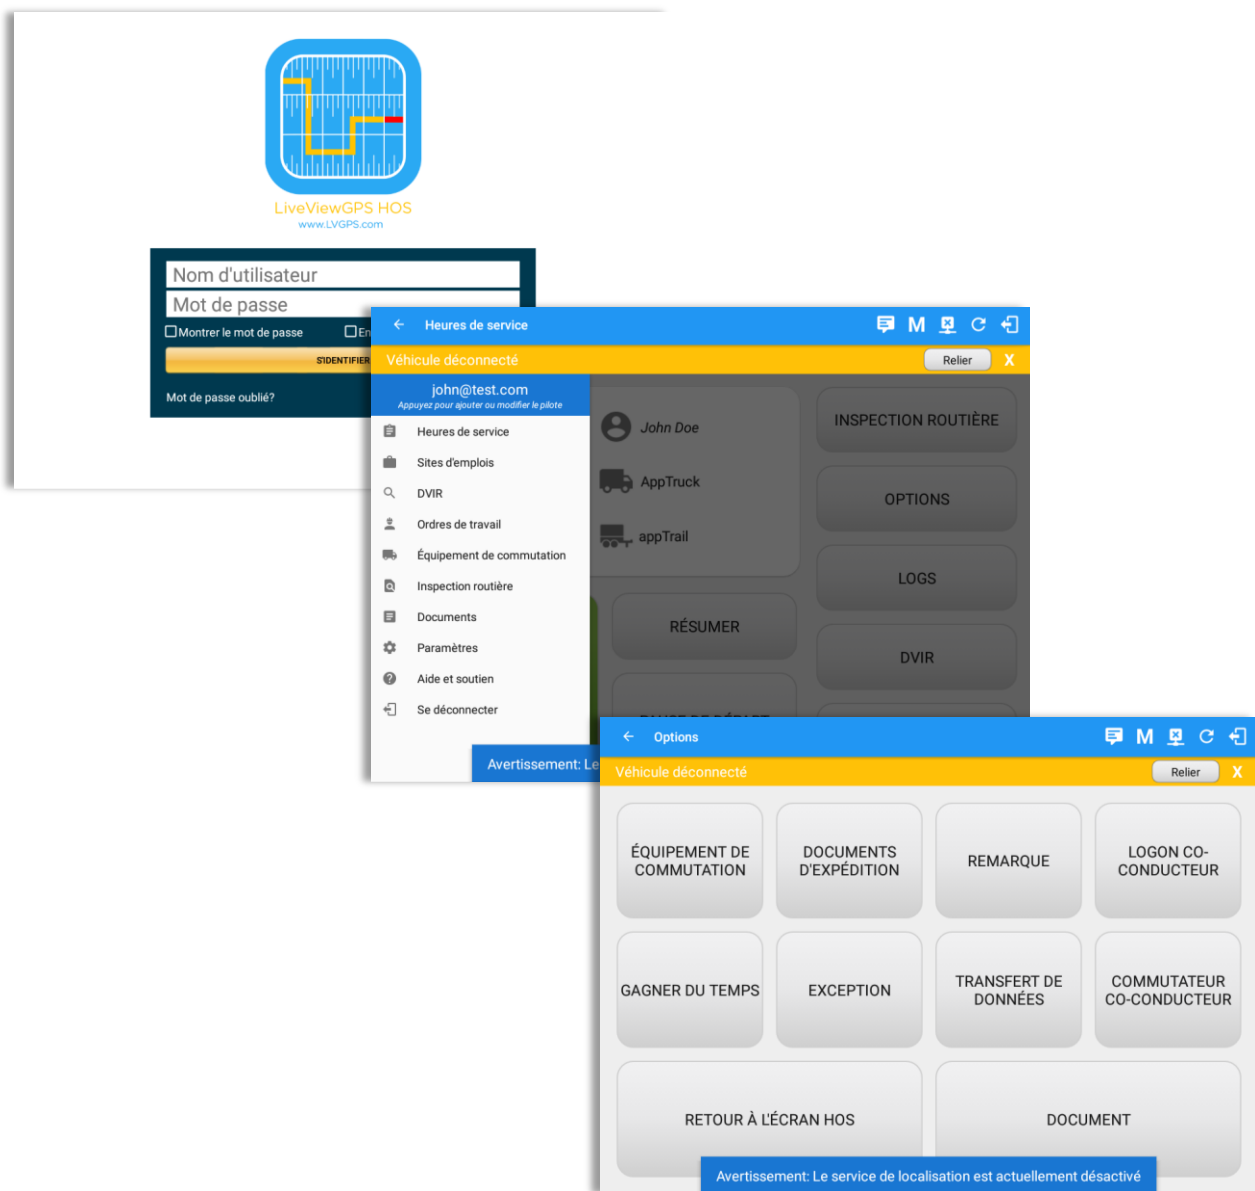 LiveViewGPS HOS
www.LVGPS.com
Nom d'utilisateur
Mot de passe
Montrer le mot de passe
S'IDENTIFIER
Mot de passe oublié?
Heures de service
M
Véhicule déconnecté
Relier
X
john@test.com
Appuyez pour ajouter ou modifier le pilote
Heures de service
Sites d'emplois
DVIR
Ordres de travail
Équipement de commutation
Inspection routière
Documents
Paramètres
Aide et soutien
Se déconnecter
John Doe
AppTruck
appTrail
RÉSUMER
INSPECTION ROUTIÈRE
OPTIONS
LOGS
DVIR
Avertissement: Le
Options
M
Véhicule déconnecté
Relier
X
ÉQUIPEMENT DE
COMMUTATION
DOCUMENTS
D'EXPÉDITION
REMARQUE
LOGON CO-
CONDUCTEUR
GAGNER DU TEMPS
EXCEPTION
TRANSFERT DE
DONNÉES
COMMUTATEUR
CO-CONDUCTEUR
RETOUR À L'ÉCRAN HOS
DOCUMENT
Avertissement: Le service de localisation est actuellement désactivé